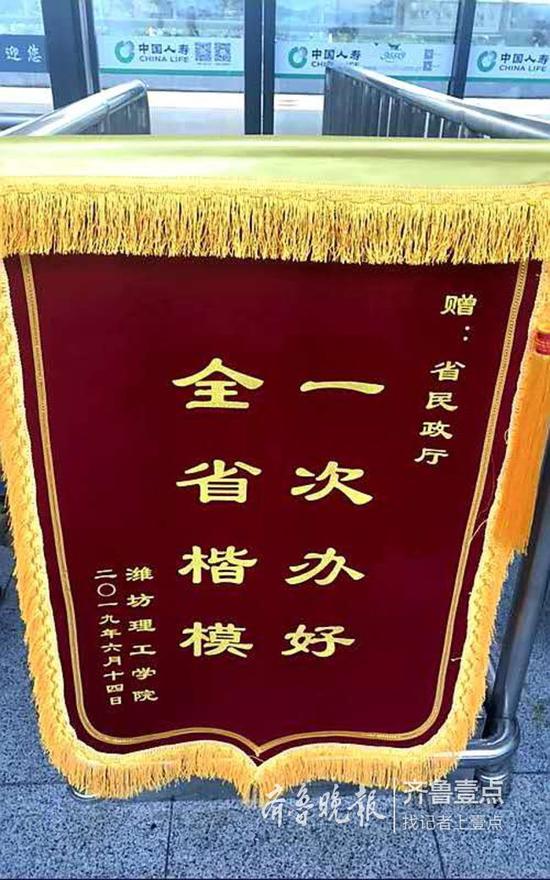 迎您
中国人寿
CHINA LIFE
中国人寿
CHINA LIFE
95519
中国人寿
CHINA LIFE
赠：省民政厅
一次办好
全省楷模
潍坊理工学院
二〇一九年六月十四日
齐鲁晚报
齐鲁壹点
找记者上壹点